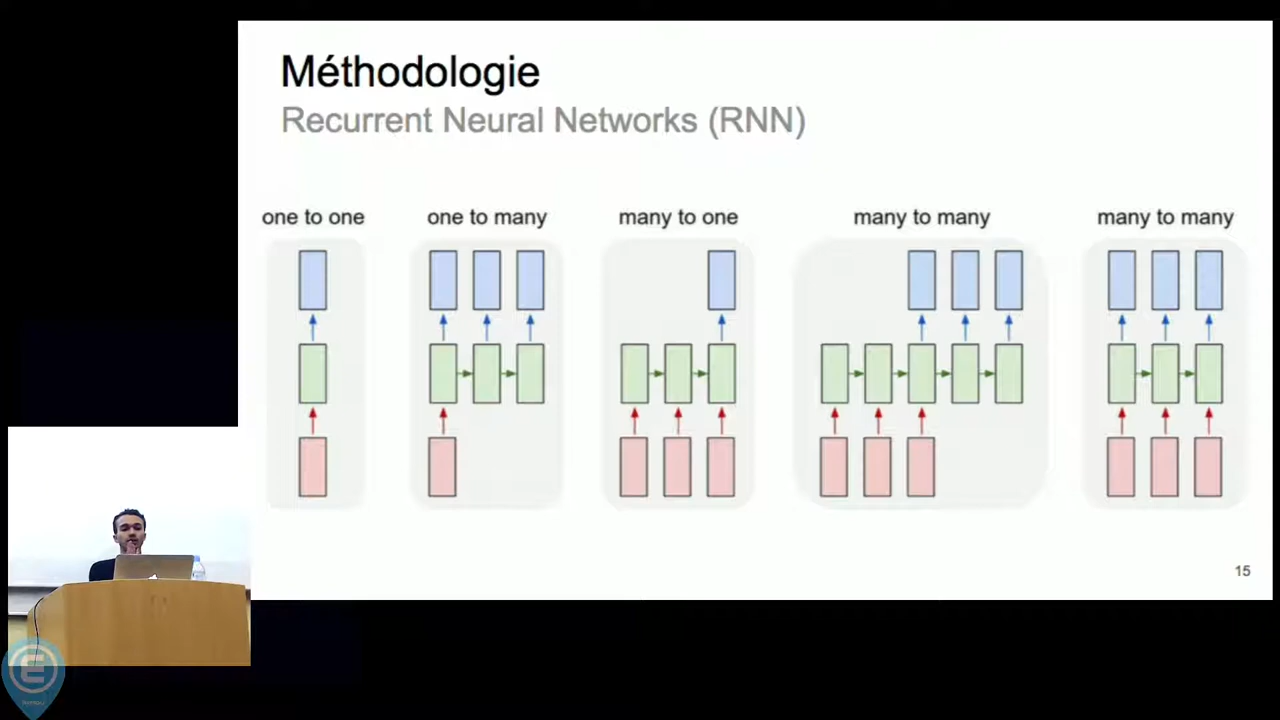 Méthodologie
Recurrent Neural Networks (RNN)
one to one
one to many
many to one
many to many
many to many
15